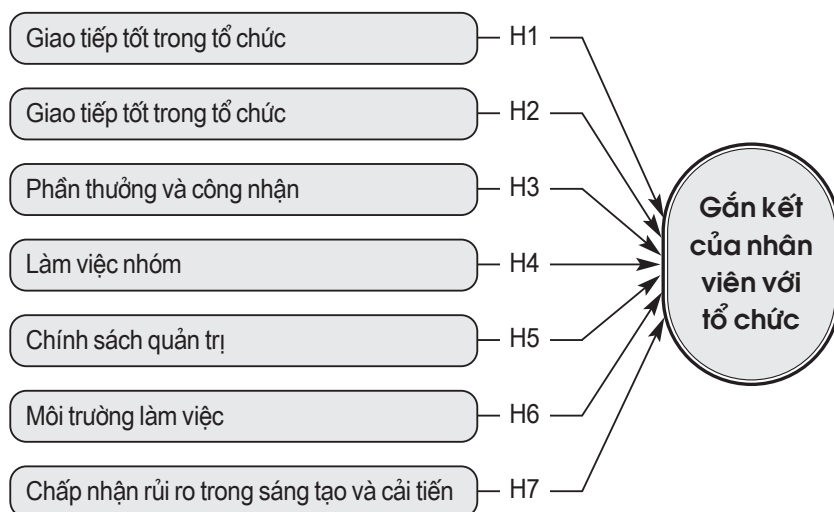 Giao tiếp tốt trong tổ chức
H1
Giao tiếp tốt trong tổ chức
H2
Phần thưởng và công nhận
H3
Làm việc nhóm
H4
Chính sách quản trị
H5
Môi trường làm việc
H6
Chấp nhận rủi ro trong sáng tạo và cải tiến
H7
Gắn kết
của nhân
viên với
tổ chức